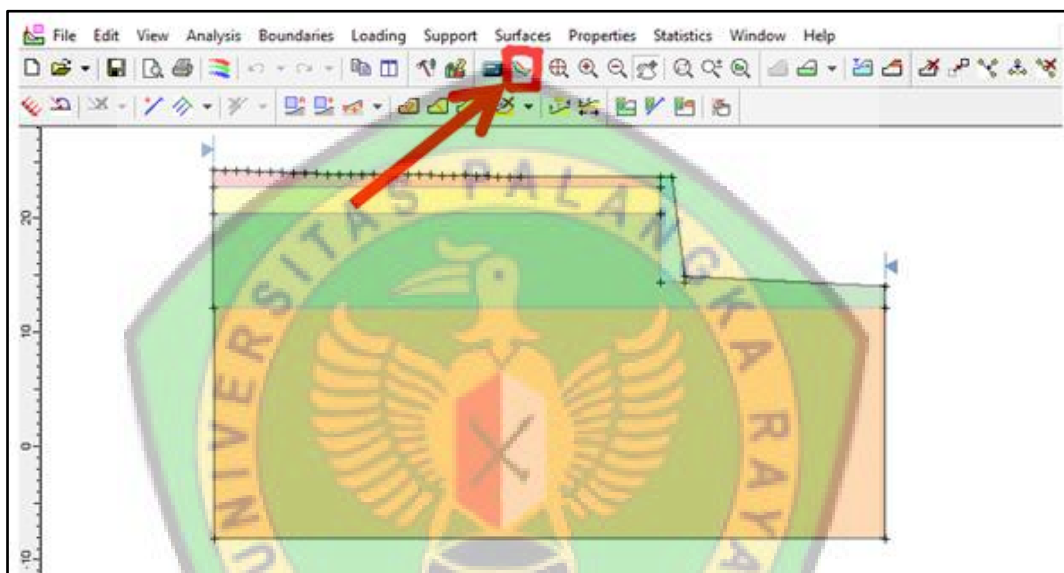 File Edit View Analysis Boundaries Loading Support Surfaces Properties Statistics Window Help
UNIVERSITAS PALANGKA RAYA
20
10
0
-10